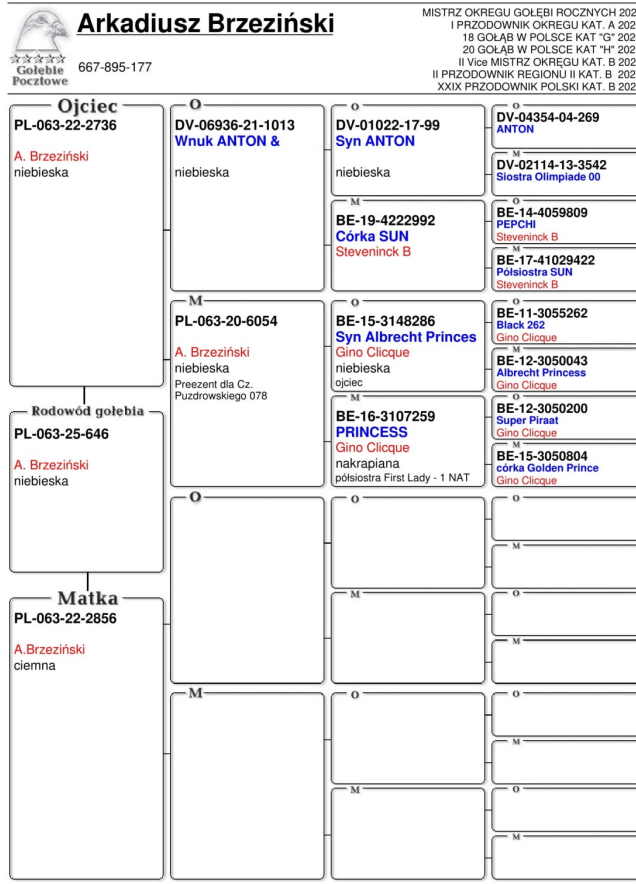 Arkadiusz Brzeziński
Gołebie
Pocztowe
667-895-177
MISTRZ OKREGU GOŁĘBI ROCZNYCH 202
I PRZODOWNIK OKREGU KAT. A 202
18 GOŁĄB W POLSCE KAT "G" 202
20 GOŁĄB W POLSCE KAT "H" 202
II Vice MISTRZ OKRĘGU KAT. B 202
II PRZODOWNIK REGIONU II KAT. B 202
XXIX PRZODOWNIK POLSKI KAT. B 202
Ojciec
PL-063-22-2736
A. Brzeziński
niebieska
Rodowód gołebia
PL-063-25-646
A. Brzeziński
niebieska
Matka
PL-063-22-2856
A.Brzeziński
ciemna
O
DV-06936-21-1013
Wnuk ANTON &
niebieska
M
PL-063-20-6054
A. Brzeziński
niebieska
Preezent dla Cz.
Puzdrowskiego 078
O
M
O
DV-01022-17-99
Syn ANTON
niebieska
M
BE-19-4222992
Córka SUN
Steveninck B
O
BE-15-3148286
Syn Albrecht Princes
Gino Clicque
niebieska
ojciec
M
BE-16-3107259
PRINCESS
Gino Clicque
nakrapiana
półsiostra First Lady - 1 NAT
O
M
O
M
O
DV-04354-04-269
ANTON
M
DV-02114-13-3542
Siostra Olimpiade 00
O
BE-14-4059809
PEPCHI
Steveninck B
M
BE-17-41029422
Pólsiostra SUN
Steveninck B
O
BE-11-3055262
Black 262
Gino Clicque
M
BE-12-3050043
Albrecht Princess
Gino Clicque
O
BE-12-3050200
Super Piraat
Gino Clicque
M
BE-15-3050804
córka Golden Prince
Gino Clicque
O
M
O
M
O
M
O
M